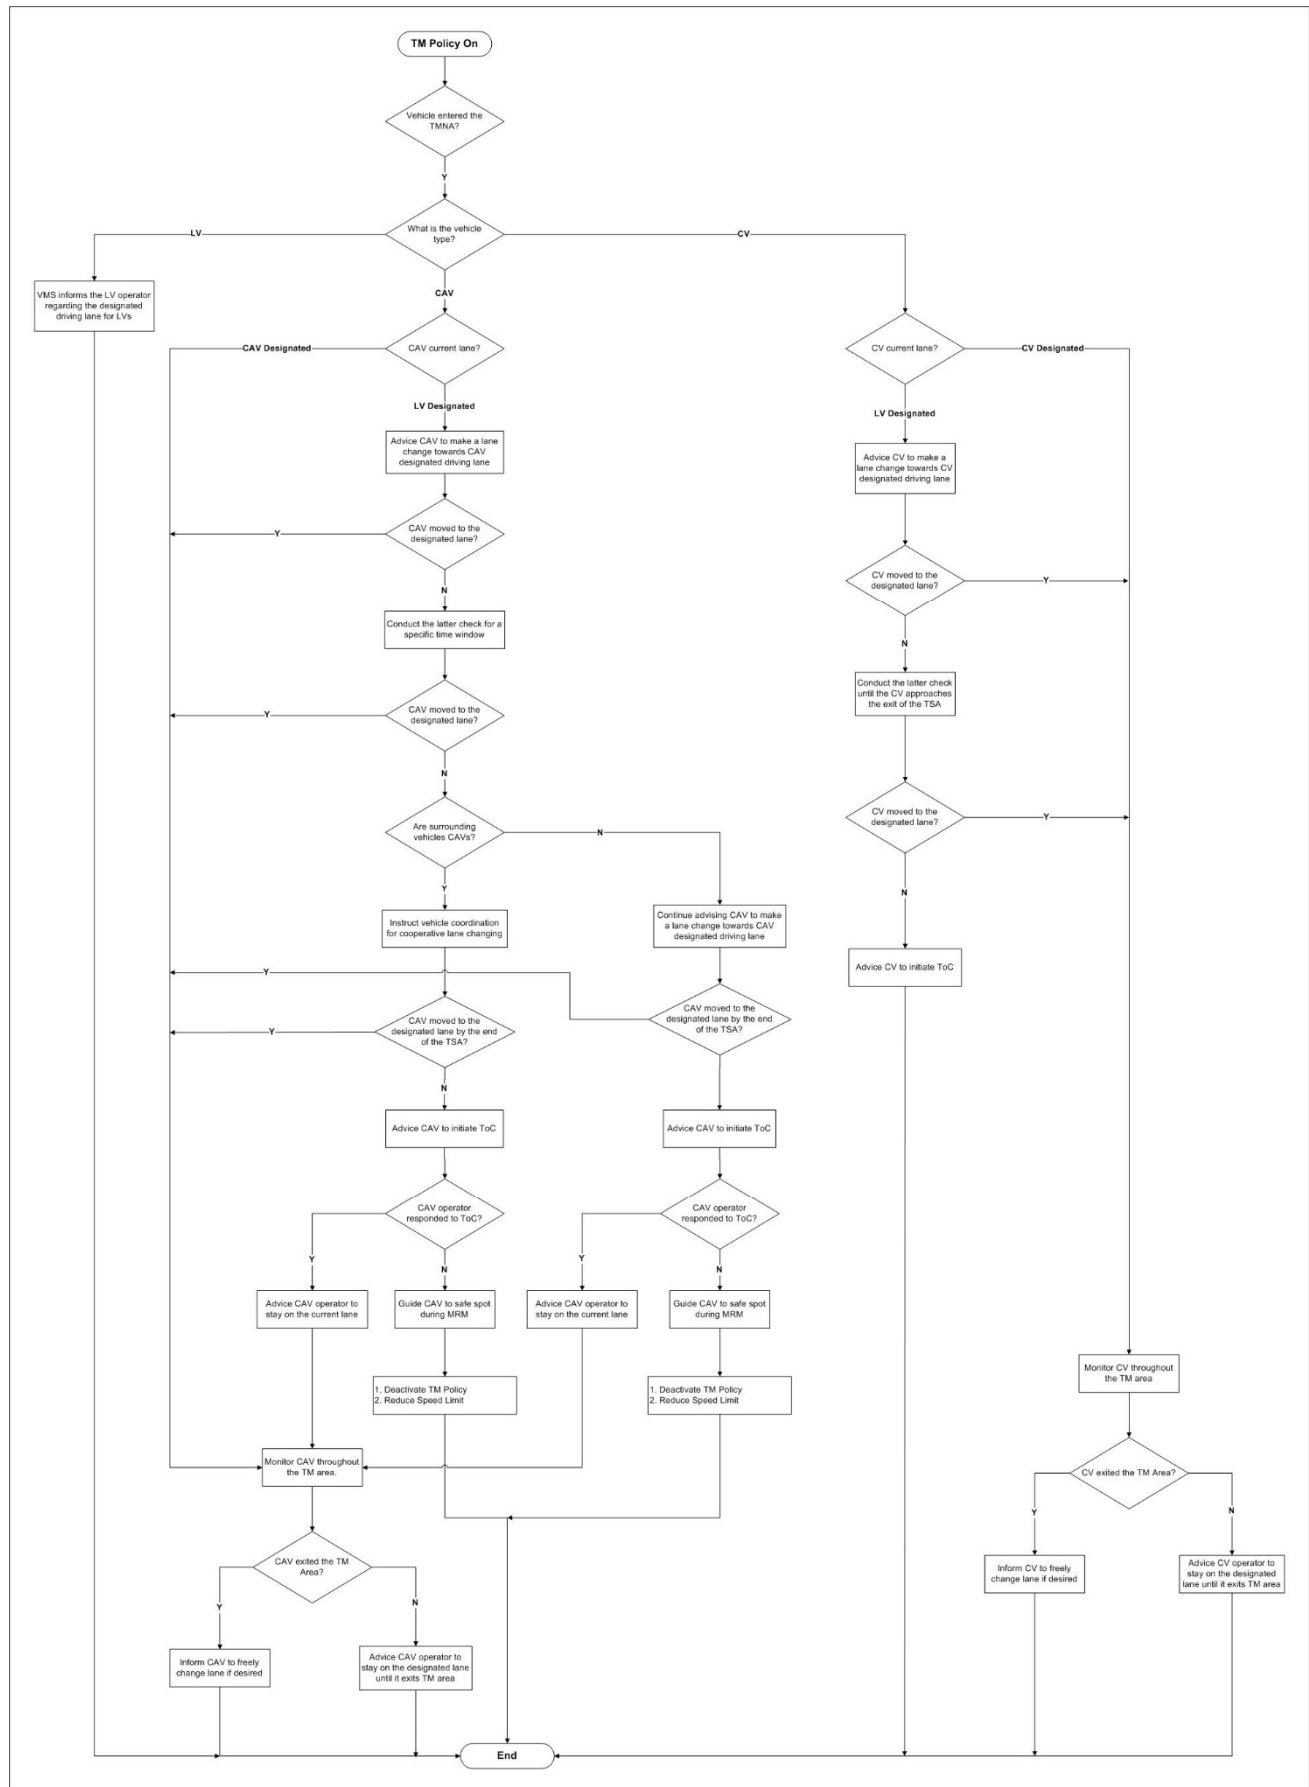 TM Policy On
Vehicle entered the
TMNA?
Y
What is the vehicle
type?
LV
CV
CAV
VMS informs the LV operator
regarding the designated
driving lane for LVs
CAV current lane?
CAV Designated
LV Designated
CV current lane?
CV Designated
LV Designated
Advice CAV to make a lane
change towards CAV
designated driving lane
Advice CV to make a
lane change towards CV
designated driving lane
CAV moved to the
designated lane?
Y
N
CV moved to the
designated lane?
Y
N
Conduct the latter check for a
specific time window
Conduct the latter check
until the CV approaches
the exit of the TSA
CAV moved to the
designated lane?
Y
N
CV moved to the
designated lane?
Y
N
Are surrounding
vehicles CAVs?
N
Y
Instruct vehicle coordination
for cooperative lane changing
Continue advising CAV to make
a lane change towards CAV
designated driving lane
Advice CV to initiate ToC
Y
CAV moved to the
designated lane by the end
of the TSA?
Y
N
CAV moved to the
designated lane by the end
of the TSA?
N
Advice CAV to initiate ToC
Advice CAV to initiate ToC
CAV operator
responded to ToC?
Y
N
CAV operator
responded to ToC?
Y
N
Advice CAV operator to
stay on the current lane
Guide CAV to safe spot
during MRM
Advice CAV operator to
stay on the current lane
Guide CAV to safe spot
during MRM
1. Deactivate TM Policy
2. Reduce Speed Limit
1. Deactivate TM Policy
2. Reduce Speed Limit
Monitor CV throughout
the TM area
Monitor CAV throughout
the TM area.
CV exited the TM Area?
Y
N
CAV exited the TM
Area?
Y
N
Inform CV to freely
change lane if desired
Advice CV operator to
stay on the designated
lane until it exits TM area
Inform CAV to freely
change lane if desired
Advice CAV operator to
stay on the designated lane
until it exits TM area
End